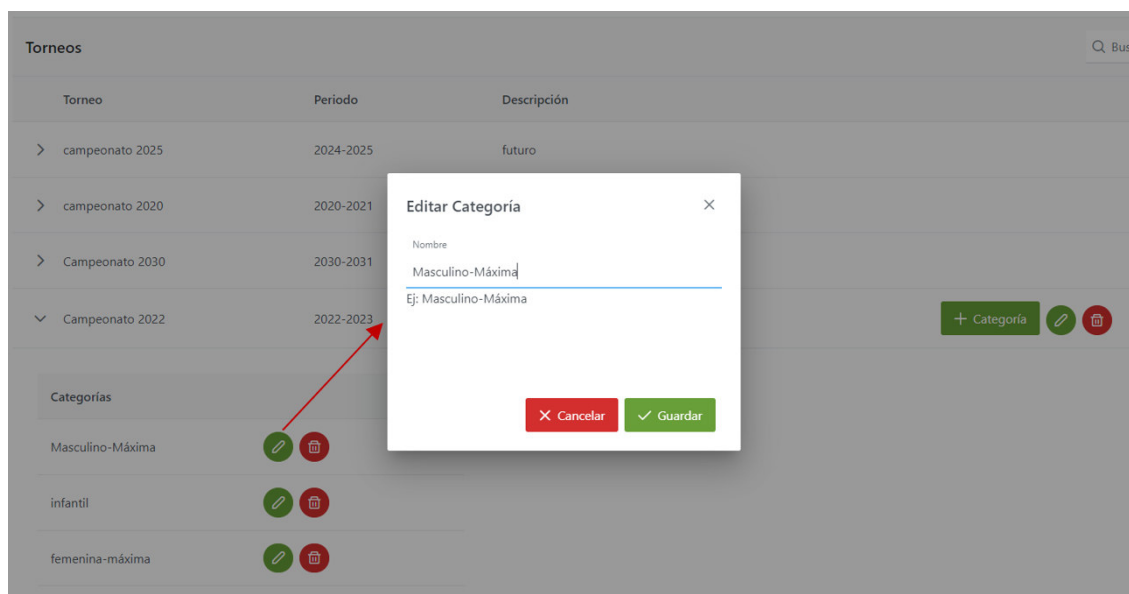 Torneos
Torneo Periodo Descripción
campeonato 2025 2024-2025 futuro
campeonato 2020 2020-2021
Campeonato 2030 2030-2031
Campeonato 2022 2022-2023 + Categoría
Editar Categoría
Nombre
Masculino-Máxima
Ej: Masculino-Máxima
Cancelar Guardar
Categorías
Masculino-Máxima
infantil
femenina-máxima